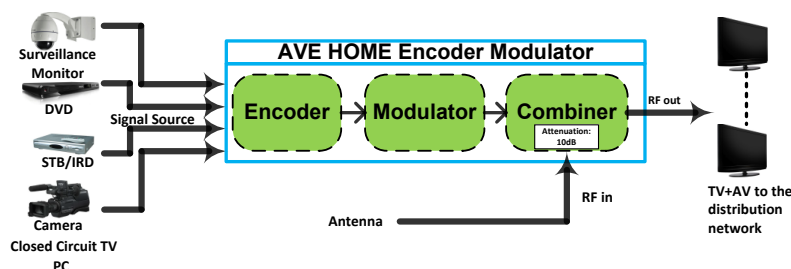 AVE HOME Encoder Modulator
Surveillance
Monitor
DVD
Signal Source
STB/IRD
Camera
Closed Circuit TV
PC
Encoder
Modulator
Combiner
Attenuation:
10dB
RF out
RF in
Antenna
TV+AV to the
distribution
network